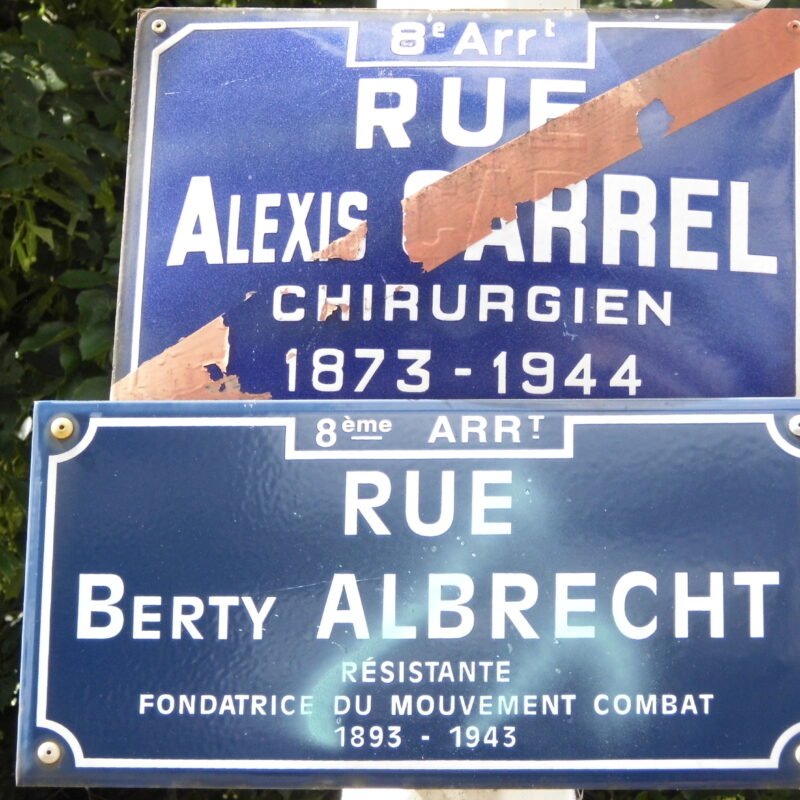 8e Arrt
RUE
ALEXIS CARREL
CHIRURGIEN
1873 - 1944
8ème ARRT
RUE
BERTY ALBRECHT
RÉSISTANTE
FONDATRICE DU MOUVEMENT COMBAT
1893 - 1943